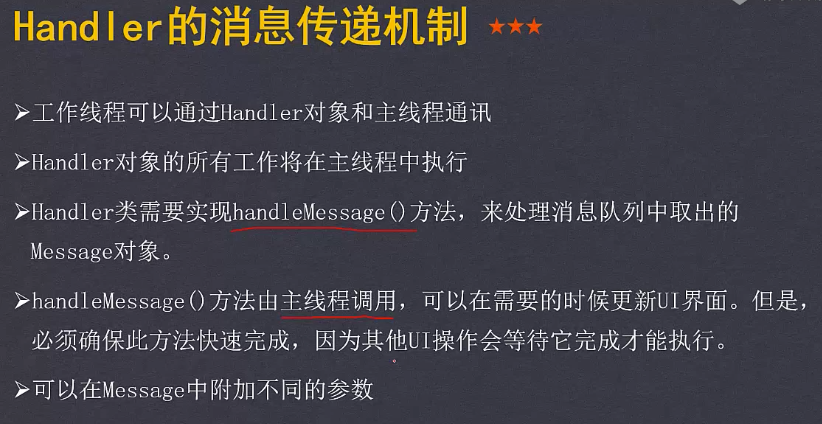 Handler的消息传递机制 ★★★
➢工作线程可以通过Handler对象和主线程通讯
➢Handler对象的所有工作将在主线程中执行
➢Handler类需要实现handleMessage()方法，来处理消息队列中取出的
Message对象。
➢handleMessage()方法由主线程调用，可以在需要的时候更新UI界面。但是，
必须确保此方法快速完成，因为其他UI操作会等待它完成才能执行。
➢可以在Message中附加不同的参数